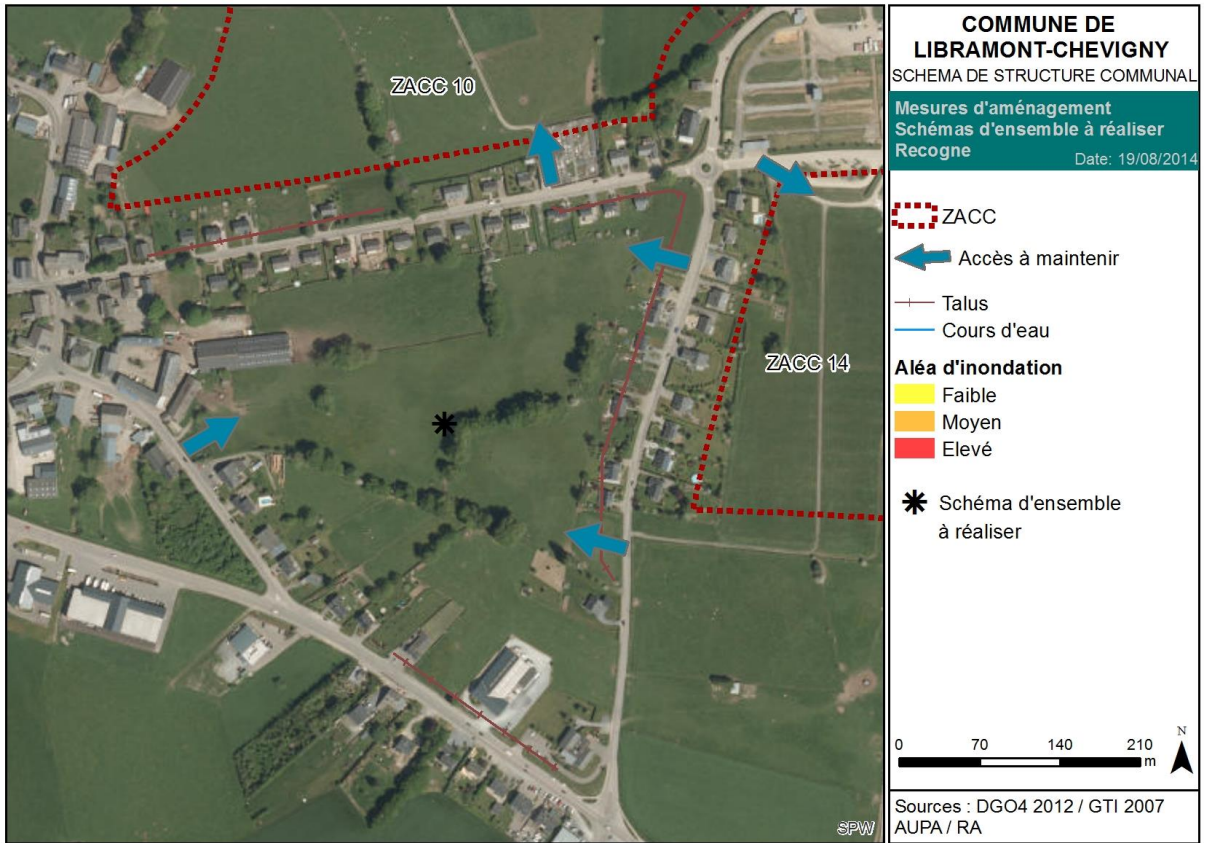 ZACC 10
ZACC 14
SPW
COMMUNE DE
LIBRAMONT-CHEVIGNY
SCHEMA DE STRUCTURE COMMUNAL
Mesures d'aménagement
Schémas d'ensemble à réaliser
Recogne
Date: 19/08/2014
ZACC
Accès à maintenir
Talus
Cours d'eau
Aléa d'inondation
Faible
Moyen
Elevé
Schéma d'ensemble
à réaliser
N
0 70 140 210
m
Sources : DGO4 2012 / GTI 2007
AUPA / RA